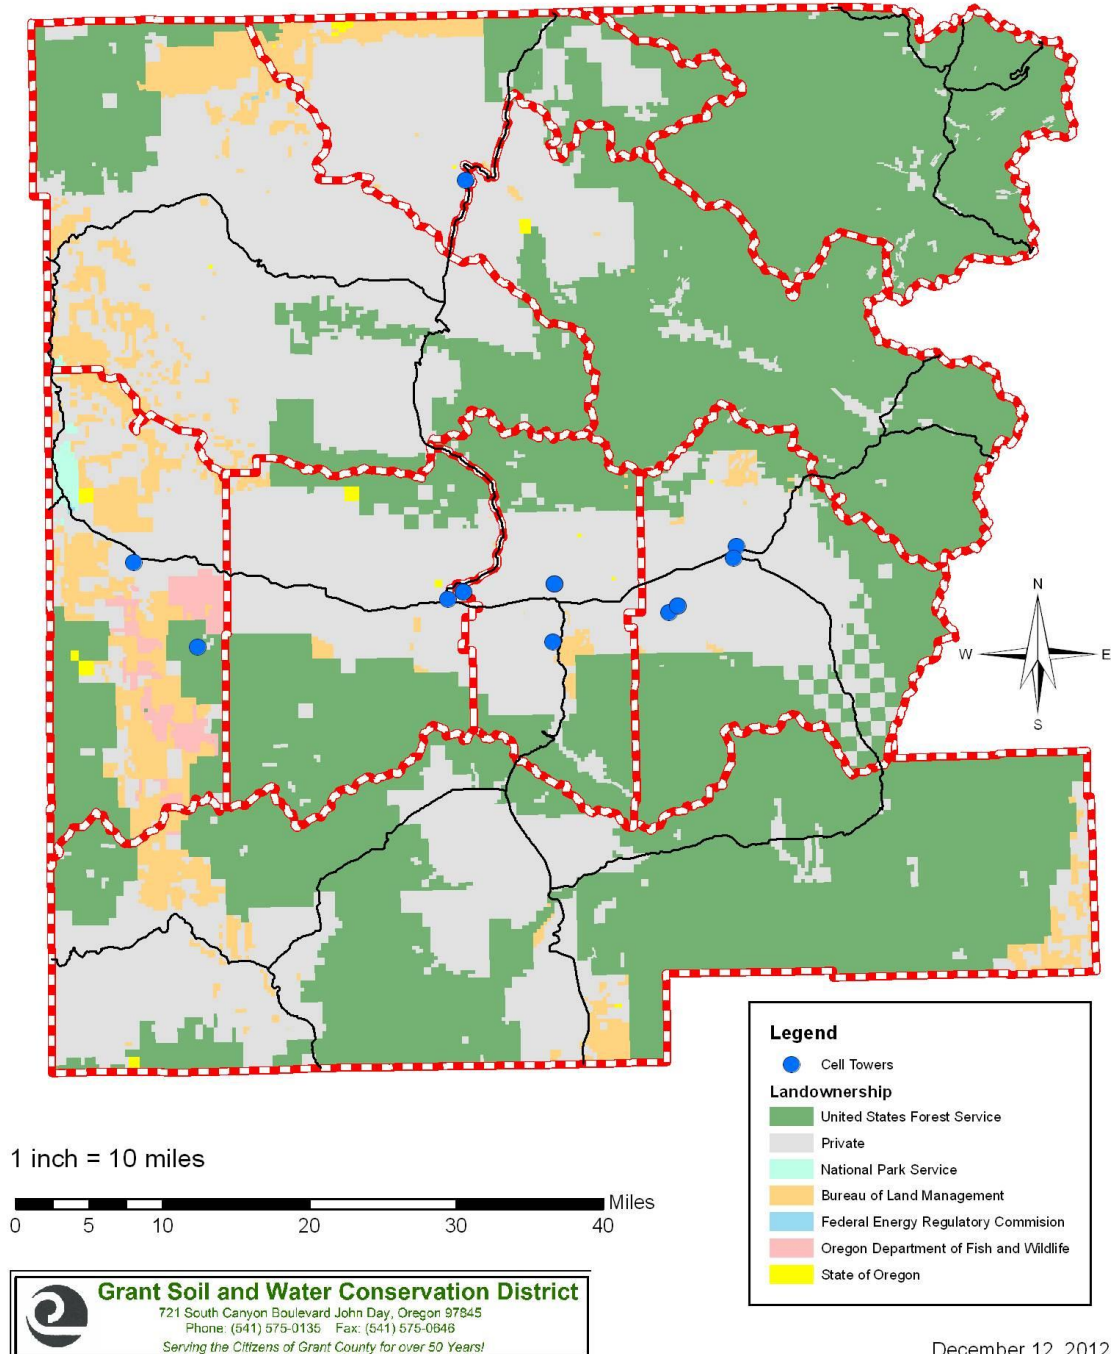 N
W E
S
Legend
Cell Towers
Landownership
United States Forest Service
Private
National Park Service
Bureau of Land Management
Federal Energy Regulatory Commision
Oregon Department of Fish and Wildlife
State of Oregon
1 inch = 10 miles
Miles
0 5 10 20 30 40
Grant Soil and Water Conservation District
721 South Canyon Boulevard John Day, Oregon 97845
Phone: (541) 575-0135 Fax: (541) 575-0646
Serving the Citizens of Grant County for over 50 Years!
December 12, 2012